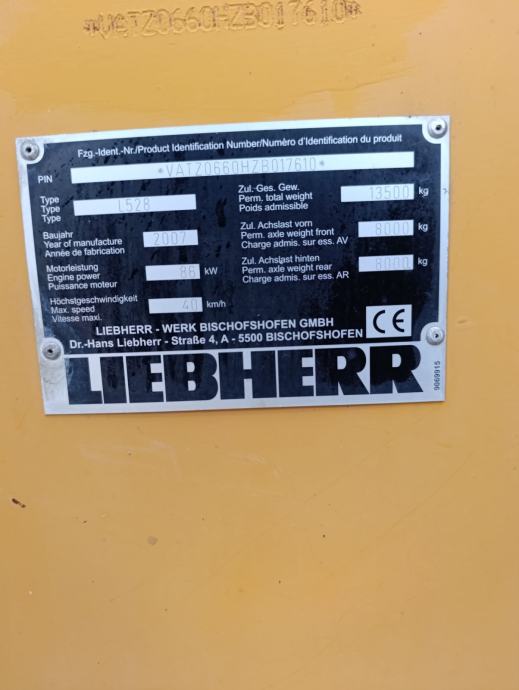 *VATZ0660HZB017610*
Fzg.-Ident.-Nr./Product Identification Number/Numèro d'Identification du produit
PIN *VATZ0660HZB017610*
Type
Type L528
Type
Baujahr
Year of manufacture 2007
Année de fabrication
Motorleistung
Engine power 86 kW
Puissance moteur
Höchstgeschwindigkeit
Max. speed 40 km/h
Vitesse maxi.
Zul.-Ges. Gew.
Perm. total weight 13500 kg
Poids admissible
Zul. Achslast vorn
Perm. axle weight front 8000 kg
Charge admis. sur ess. AV
Zul. Achslast hinten
Perm. axle weight rear 8000 kg
Charge admis. sur ess. AR
LIEBHERR - WERK BISCHOFSHOFEN GMBH
Dr.-Hans Liebherr - Straße 4, A - 5500 BISCHOFSHOFEN
CE
LIEBHERR
9069915